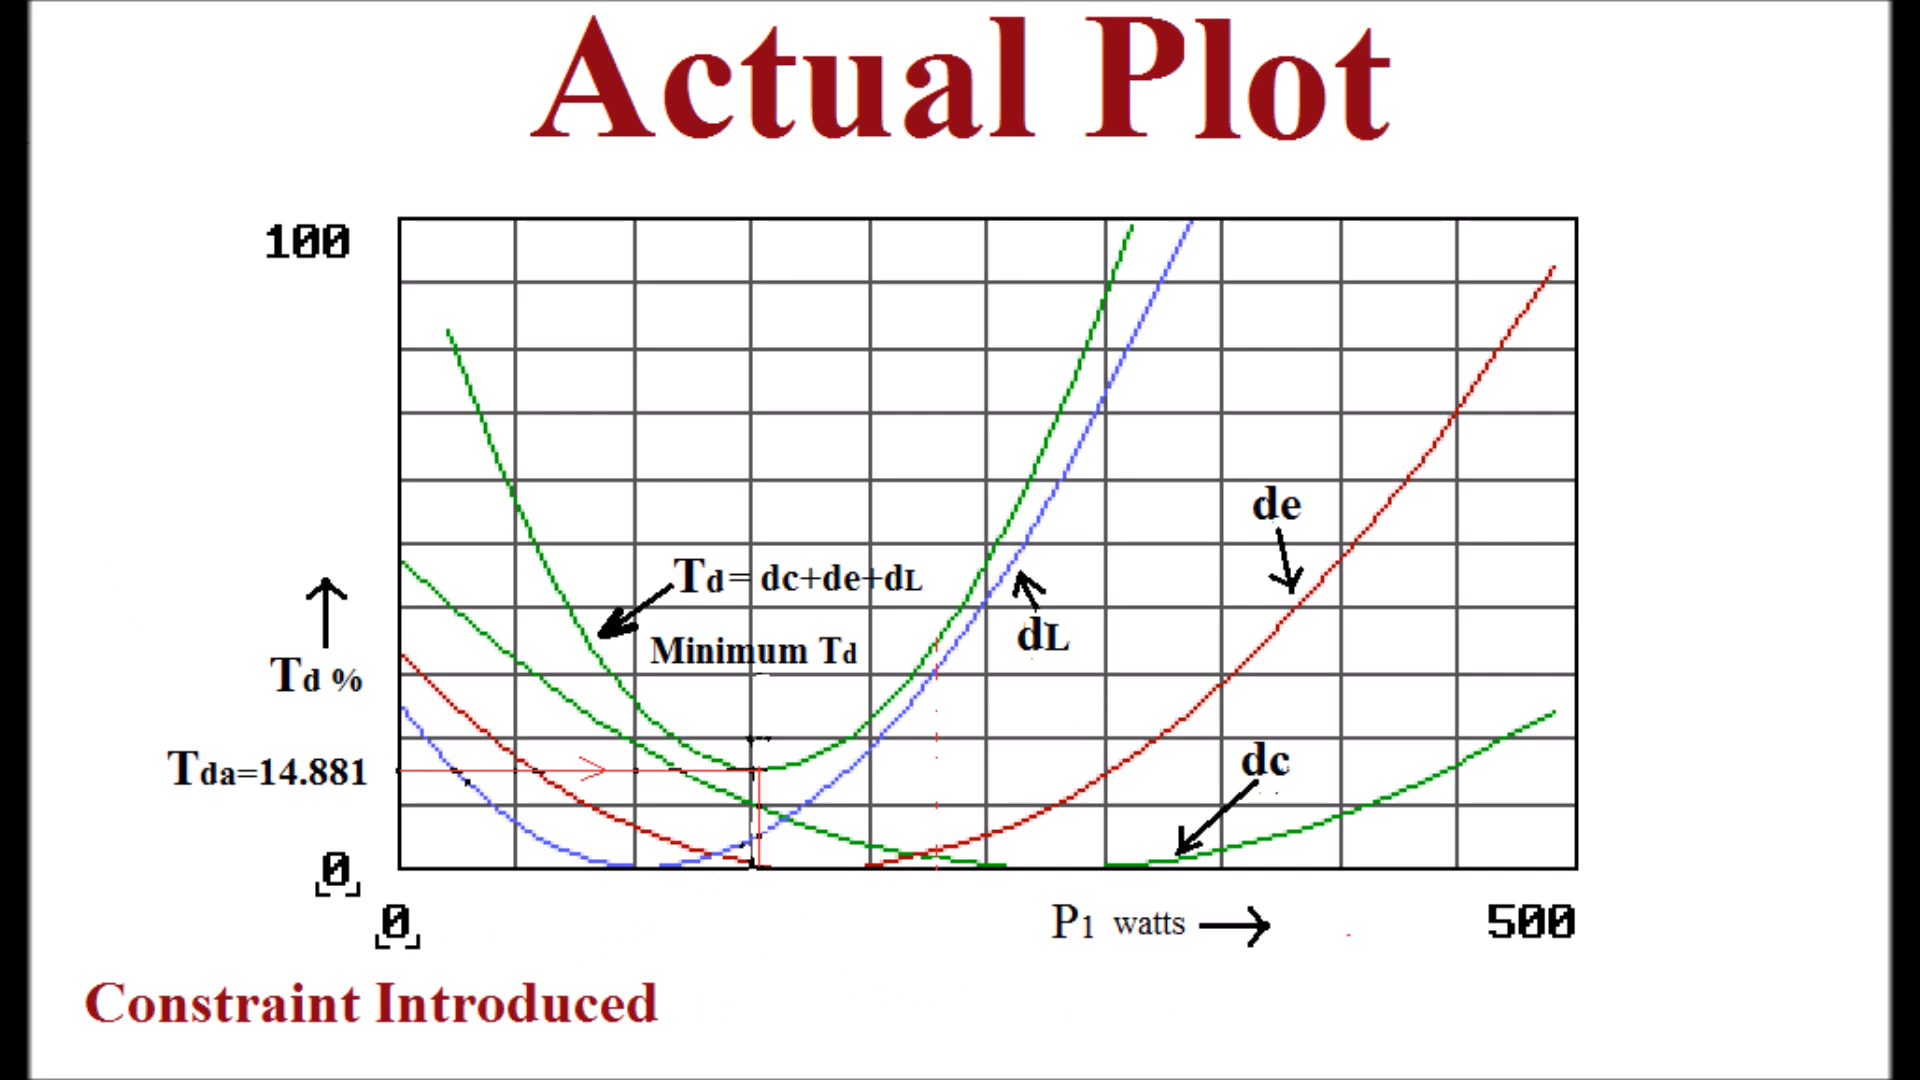 Actual Plot
100
de
Td= dc+de+dL
Minimum Td
dL
Td %
dc
Tda=14.881
0
0
P1 watts
500
Constraint Introduced